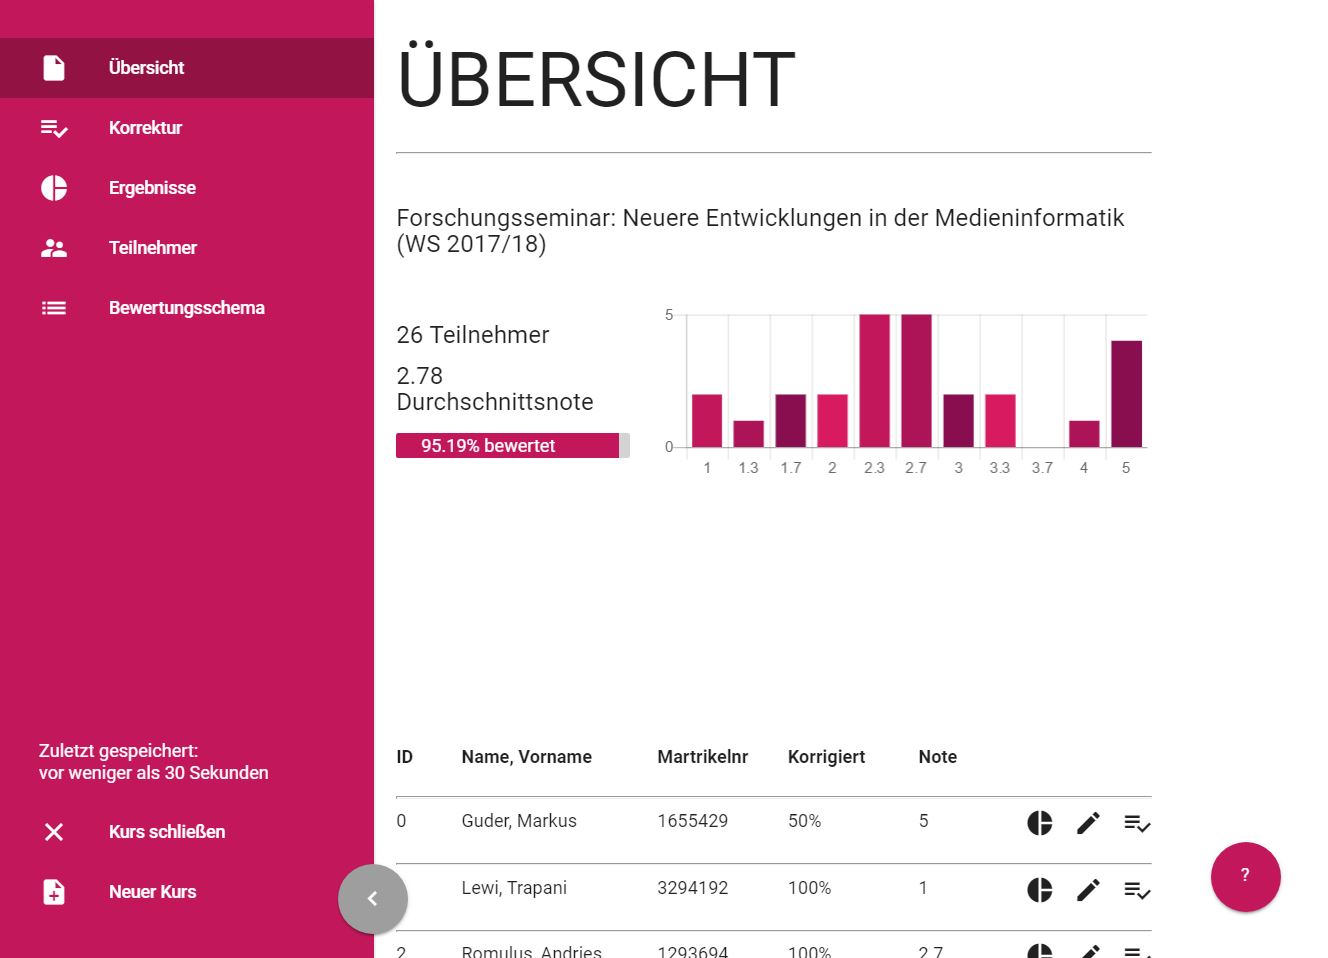 Übersicht
Korrektur
Ergebnisse
Teilnehmer
Bewertungsschema
Zuletzt gespeichert:
vor weniger als 30 Sekunden
Kurs schließen
Neuer Kurs
ÜBERSICHT
Forschungsseminar: Neuere Entwicklungen in der Medieninformatik
(WS 2017/18)
26 Teilnehmer
2.78
Durchschnittsnote
95.19% bewertet
5
0
1 1.3 1.7 2 2.3 2.7 3 3.3 3.7 4 5
ID Name, Vorname Martrikelnr Korrigiert Note
0 Guder, Markus 1655429 50% 5
Lewi, Trapani 3294192 100% 1
2 Romulus, Andries 1293694 100% 2.7
?